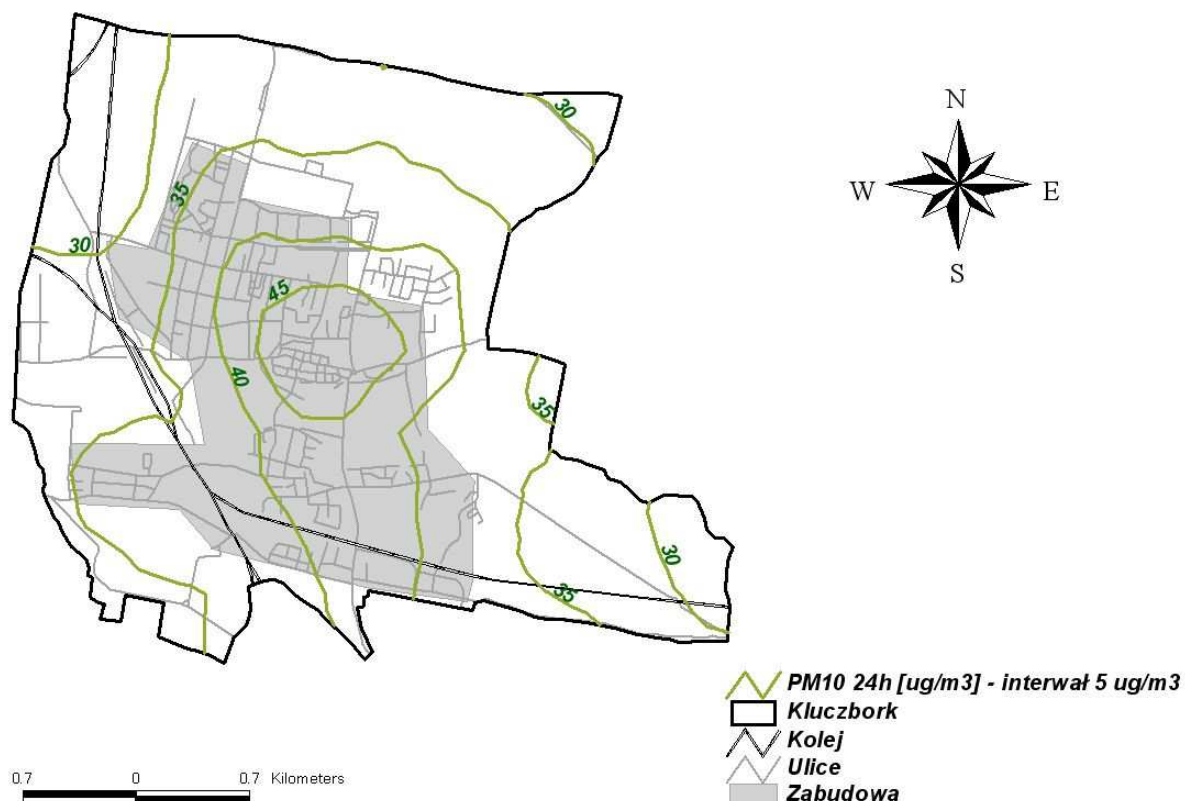 30
N
W E
S
35
30
45
40
35
30
35
PM10 24h [ug/m3] - interwał 5 ug/m3
Kluczbork
Kolej
Ulice
Zabudowa
0.7 0 0.7 Kilometers